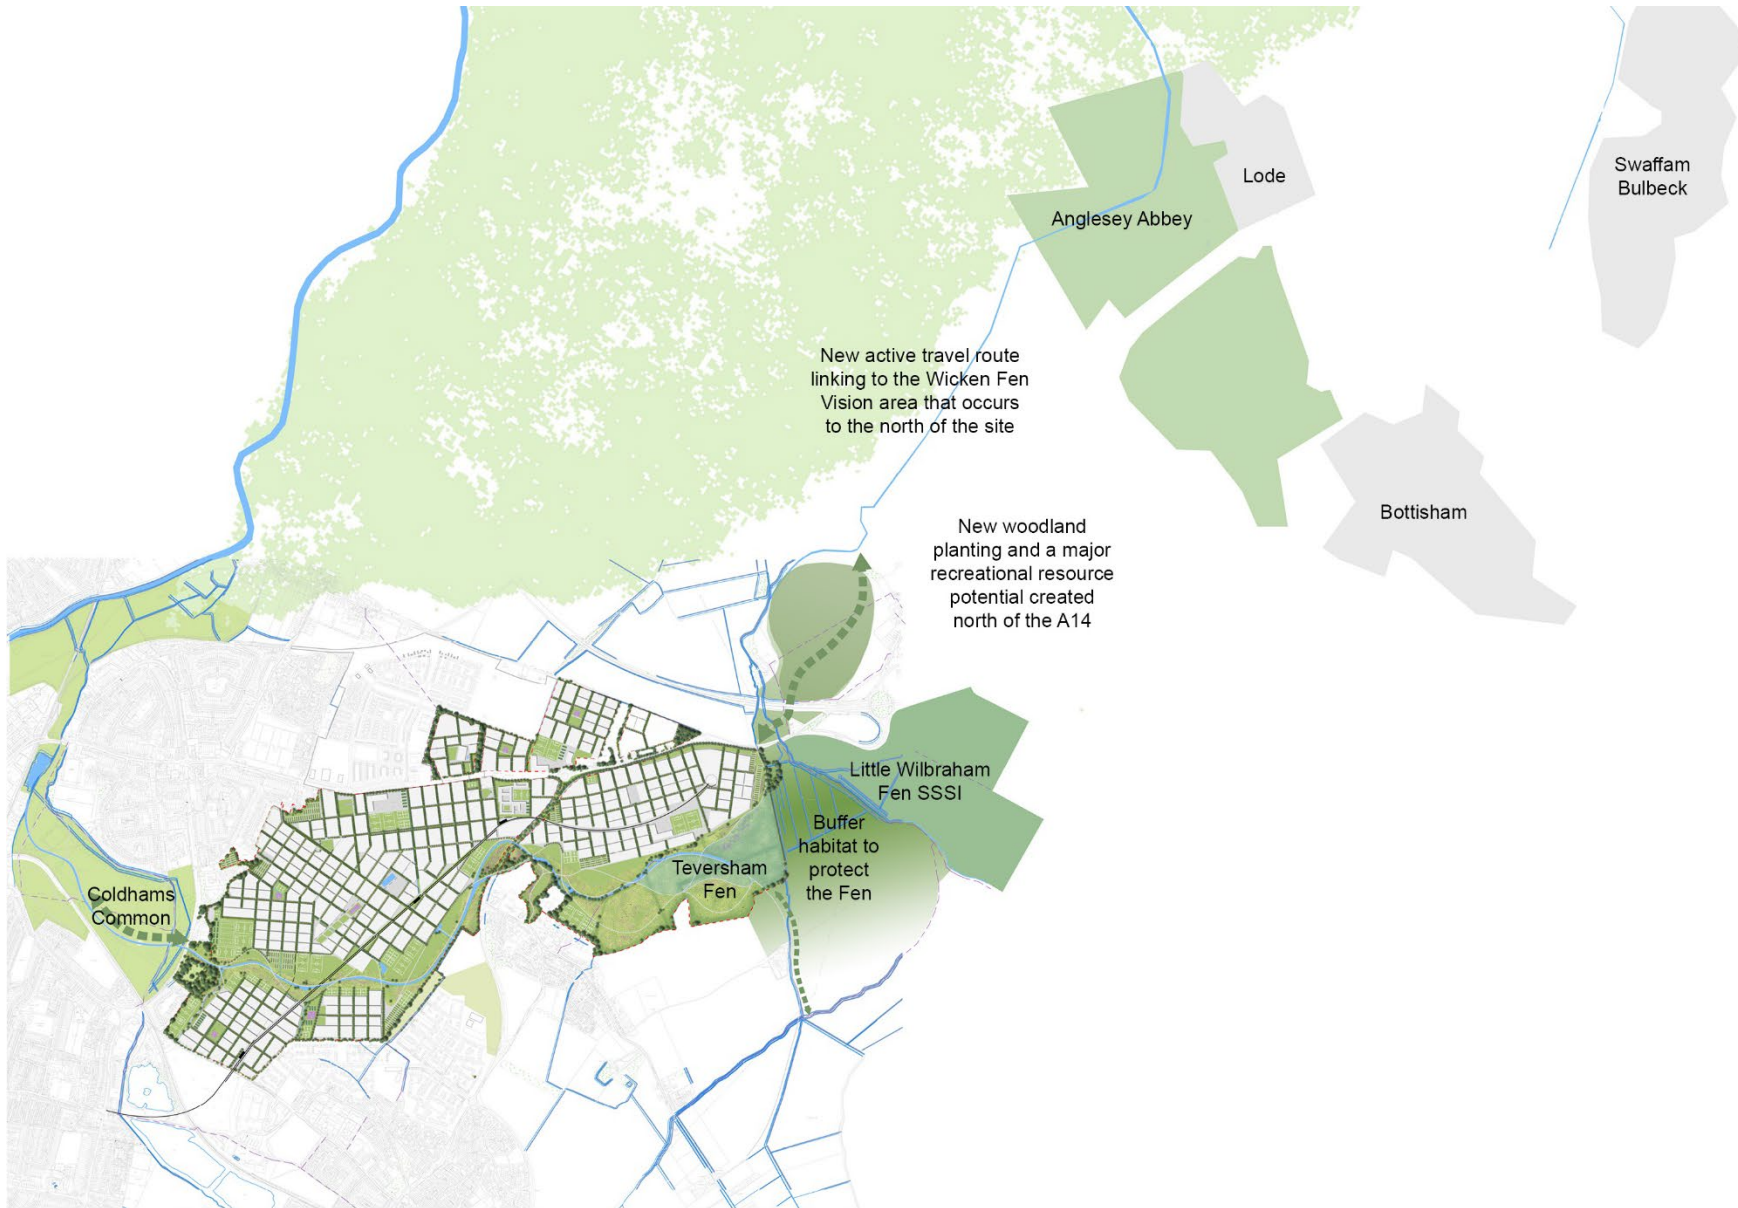 Swaffam
Bulbeck
Lode
Anglesey Abbey
New active travel route
linking to the Wicken Fen
Vision area that occurs
to the north of the site
Bottisham
New woodland
planting and a major
recreational resource
potential created
north of the A14
Little Wilbraham
Fen SSSI
Buffer
habitat to
protect
the Fen
Teversham
Fen
Coldhams
Common